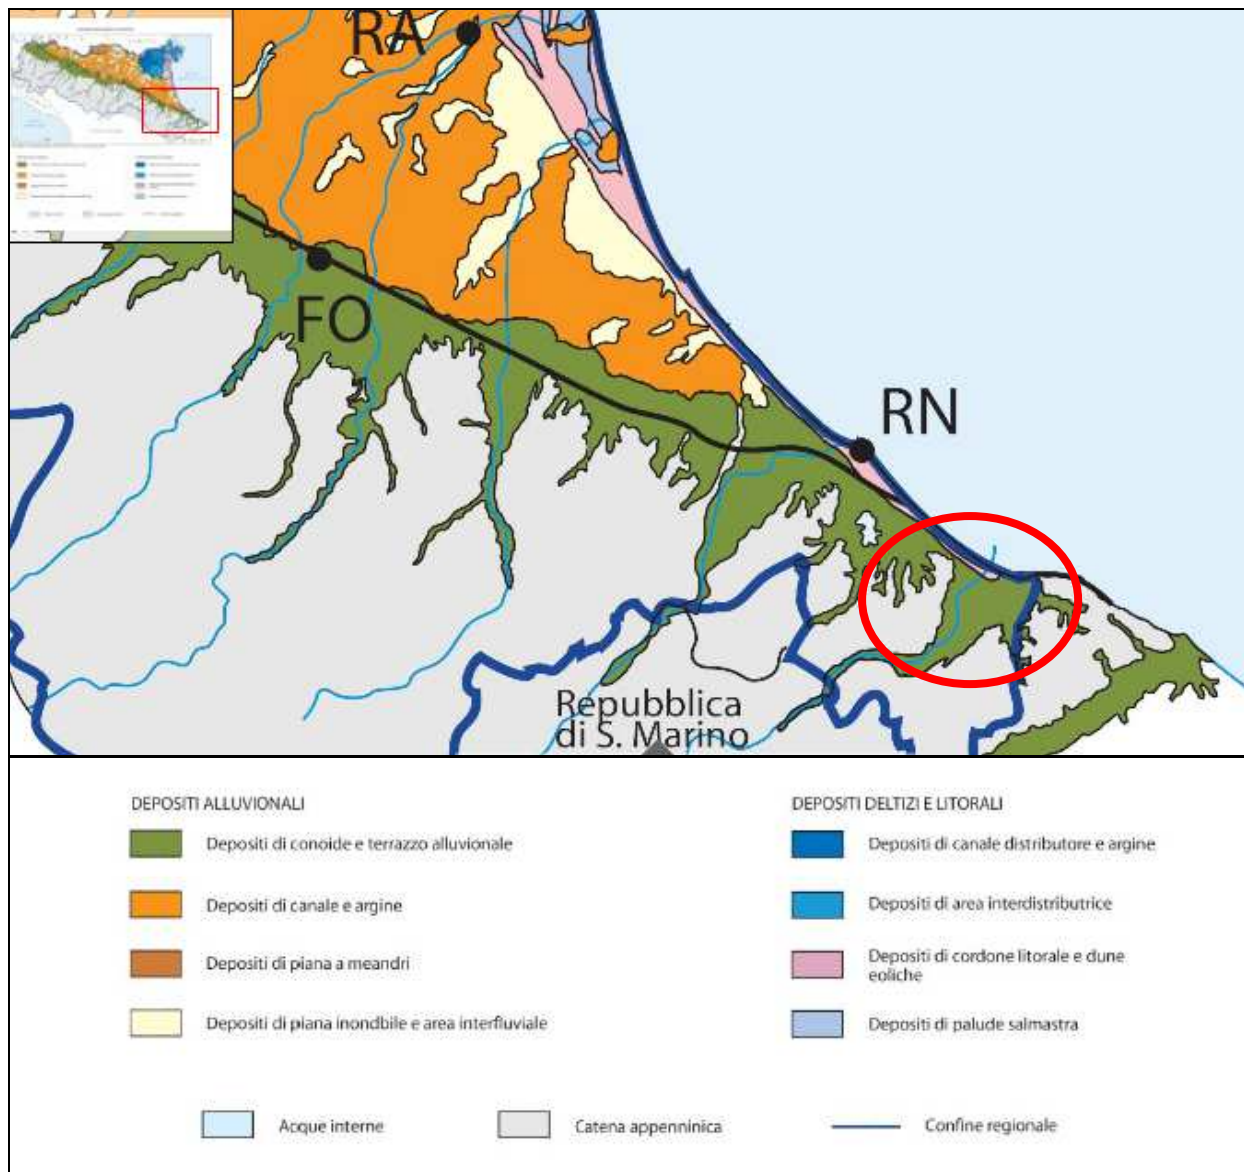 RA
FO
RN
Repubblica
di S. Marino
DEPOSITI ALLUVIONALI
Depositi di conoide e terrazzo alluvionale
Depositi di canale e argine
Depositi di piana a meandri
Depositi di piana inondbile e area interfluviale
DEPOSITI DELTIZI E LITORALI
Depositi di canale distributore e argine
Depositi di area interdistributrice
Depositi di cordone litorale e dune
eoliche
Depositi di palude salmastra
Acque interne
Catena appenninica
Confine regionale